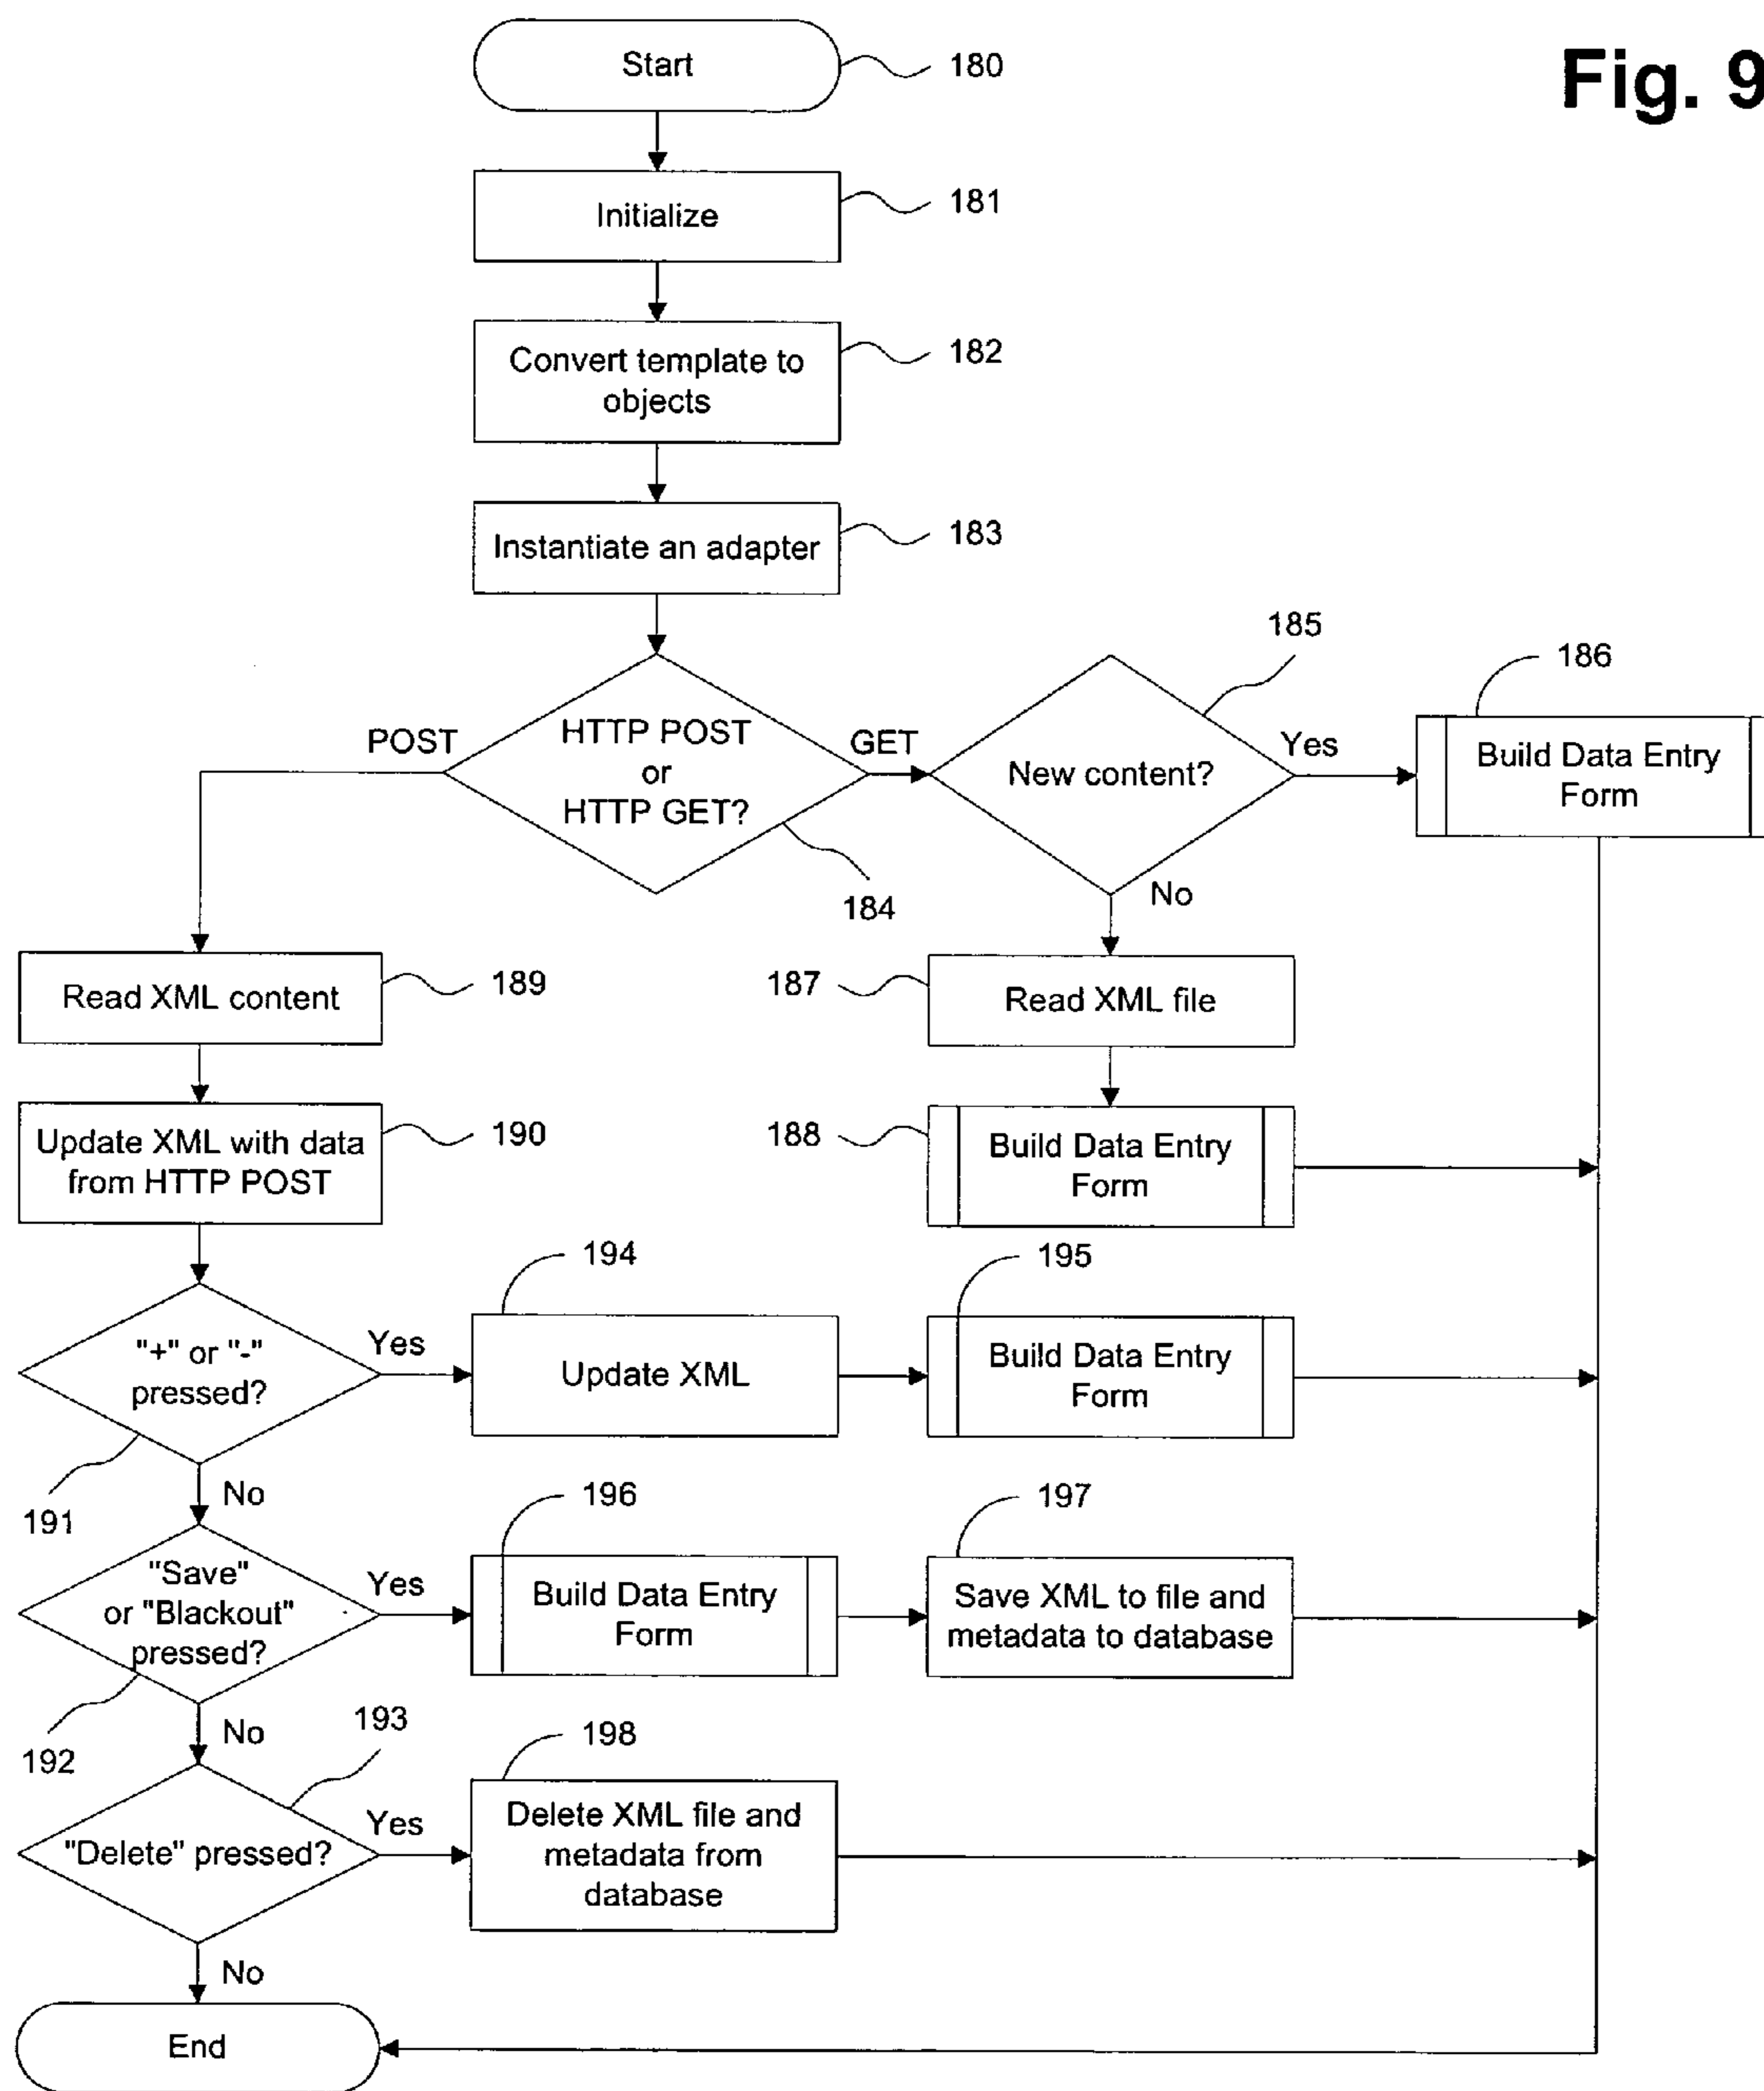 Fig. 9
Start
180
Initialize
181
Convert template to
objects
182
Instantiate an adapter
183
HTTP POST
or
HTTP GET?
184
POST
GET
New content?
185
Yes
Build Data Entry
Form
186
No
Read XML content
189
187
Read XML file
Update XML with data
from HTTP POST
190
188
Build Data Entry
Form
"+" or "-"
pressed?
191
Yes
194
Update XML
195
Build Data Entry
Form
No
"Save"
or "Blackout"
pressed?
192
Yes
196
Build Data Entry
Form
197
Save XML to file and
metadata to database
No
193
"Delete" pressed?
Yes
198
Delete XML file and
metadata from
database
No
End